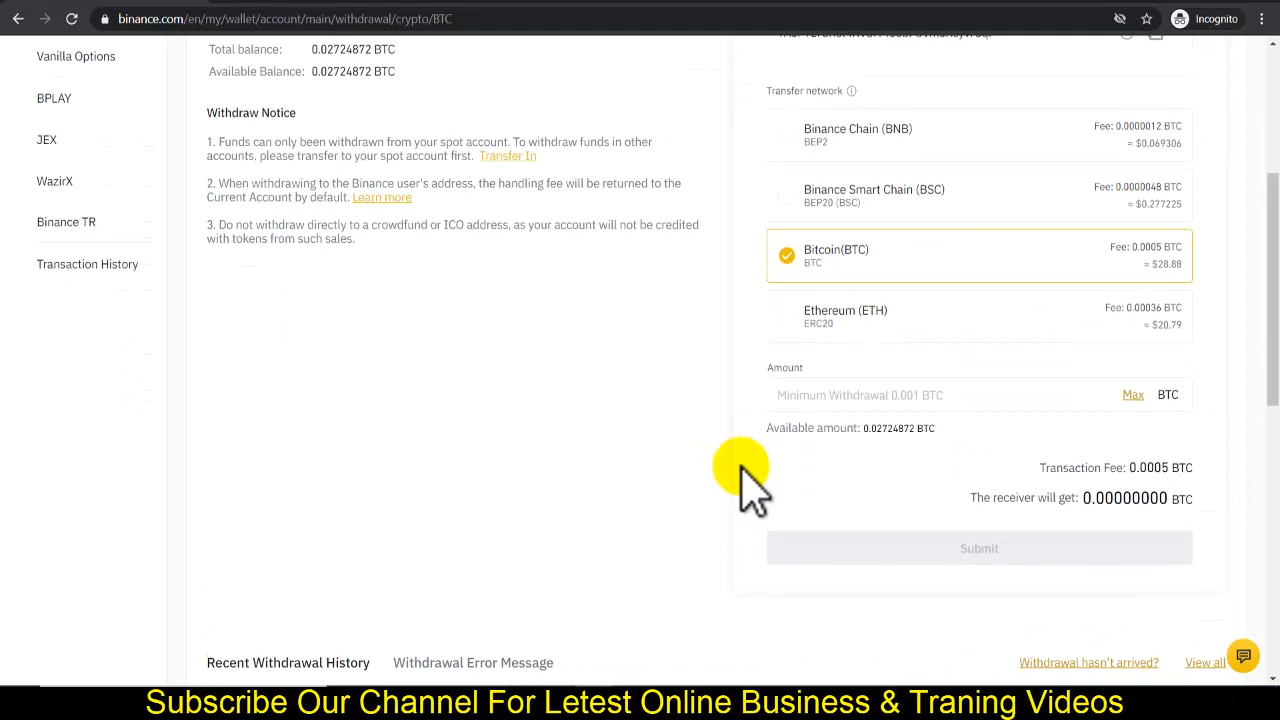 binance.com/en/my/wallet/account/main/withdrawal/crypto/BTC
Incognito
Vanilla Options
BPLAY
JEX
WazirX
Binance TR
Transaction History
Total balance: 0.02724872 BTC
Available Balance: 0.02724872 BTC
Withdraw Notice
1. Funds can only been withdrawn from your spot account. To withdraw funds in other
accounts, please transfer to your spot account first. Transfer In
2. When withdrawing to the Binance user's address, the handling fee will be returned to the
Current Account by default. Learn more
3. Do not withdraw directly to a crowdfund or ICO address, as your account will not be credited
with tokens from such sales.
Transfer network
Binance Chain (BNB) Fee: 0.0000012 BTC
BEP2 ≈ $0.069306
Binance Smart Chain (BSC) Fee: 0.0000048 BTC
BEP20 (BSC) ≈ $0.277225
Bitcoin(BTC) Fee: 0.0005 BTC
BTC ≈ $28.88
Ethereum (ETH) Fee: 0.00036 BTC
ERC20 ≈ $20.79
Amount
Minimum Withdrawal 0.001 BTC Max BTC
Available amount: 0.02724872 BTC
Transaction Fee: 0.0005 BTC
The receiver will get: 0.00000000 BTC
Submit
Recent Withdrawal History Withdrawal Error Message Withdrawal hasn't arrived? View all
Subscribe Our Channel For Letest Online Business & Traning Videos